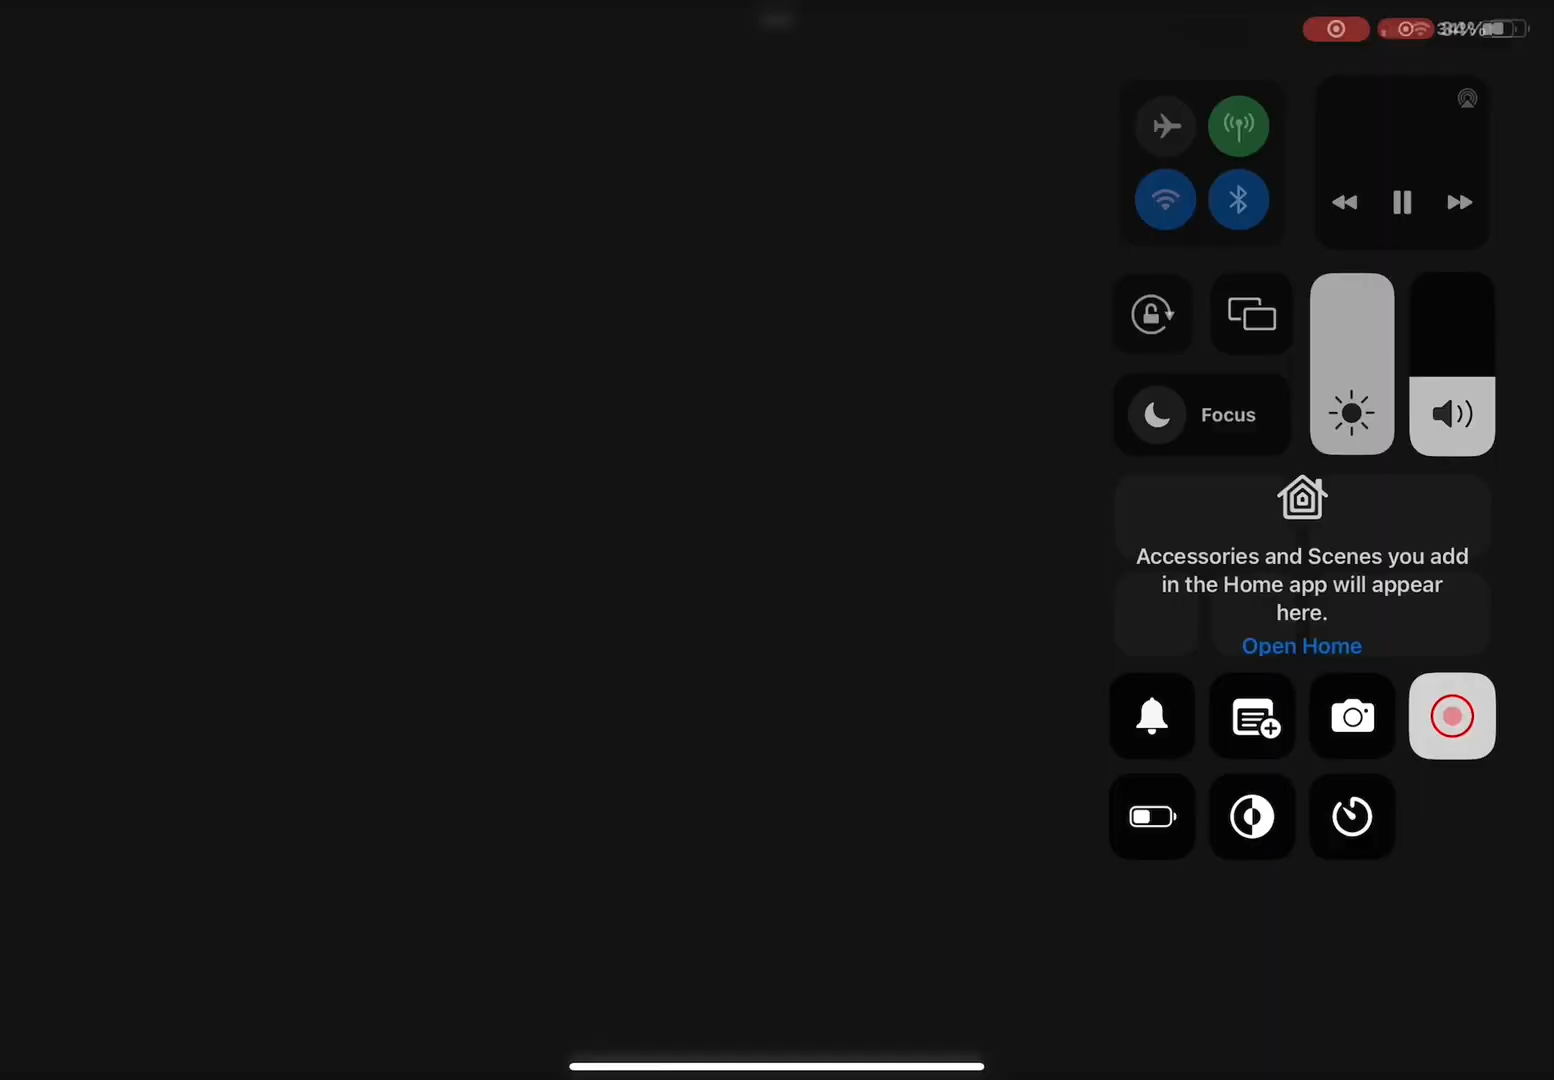 Focus
Accessories and Scenes you add
in the Home app will appear
here.
Open Home